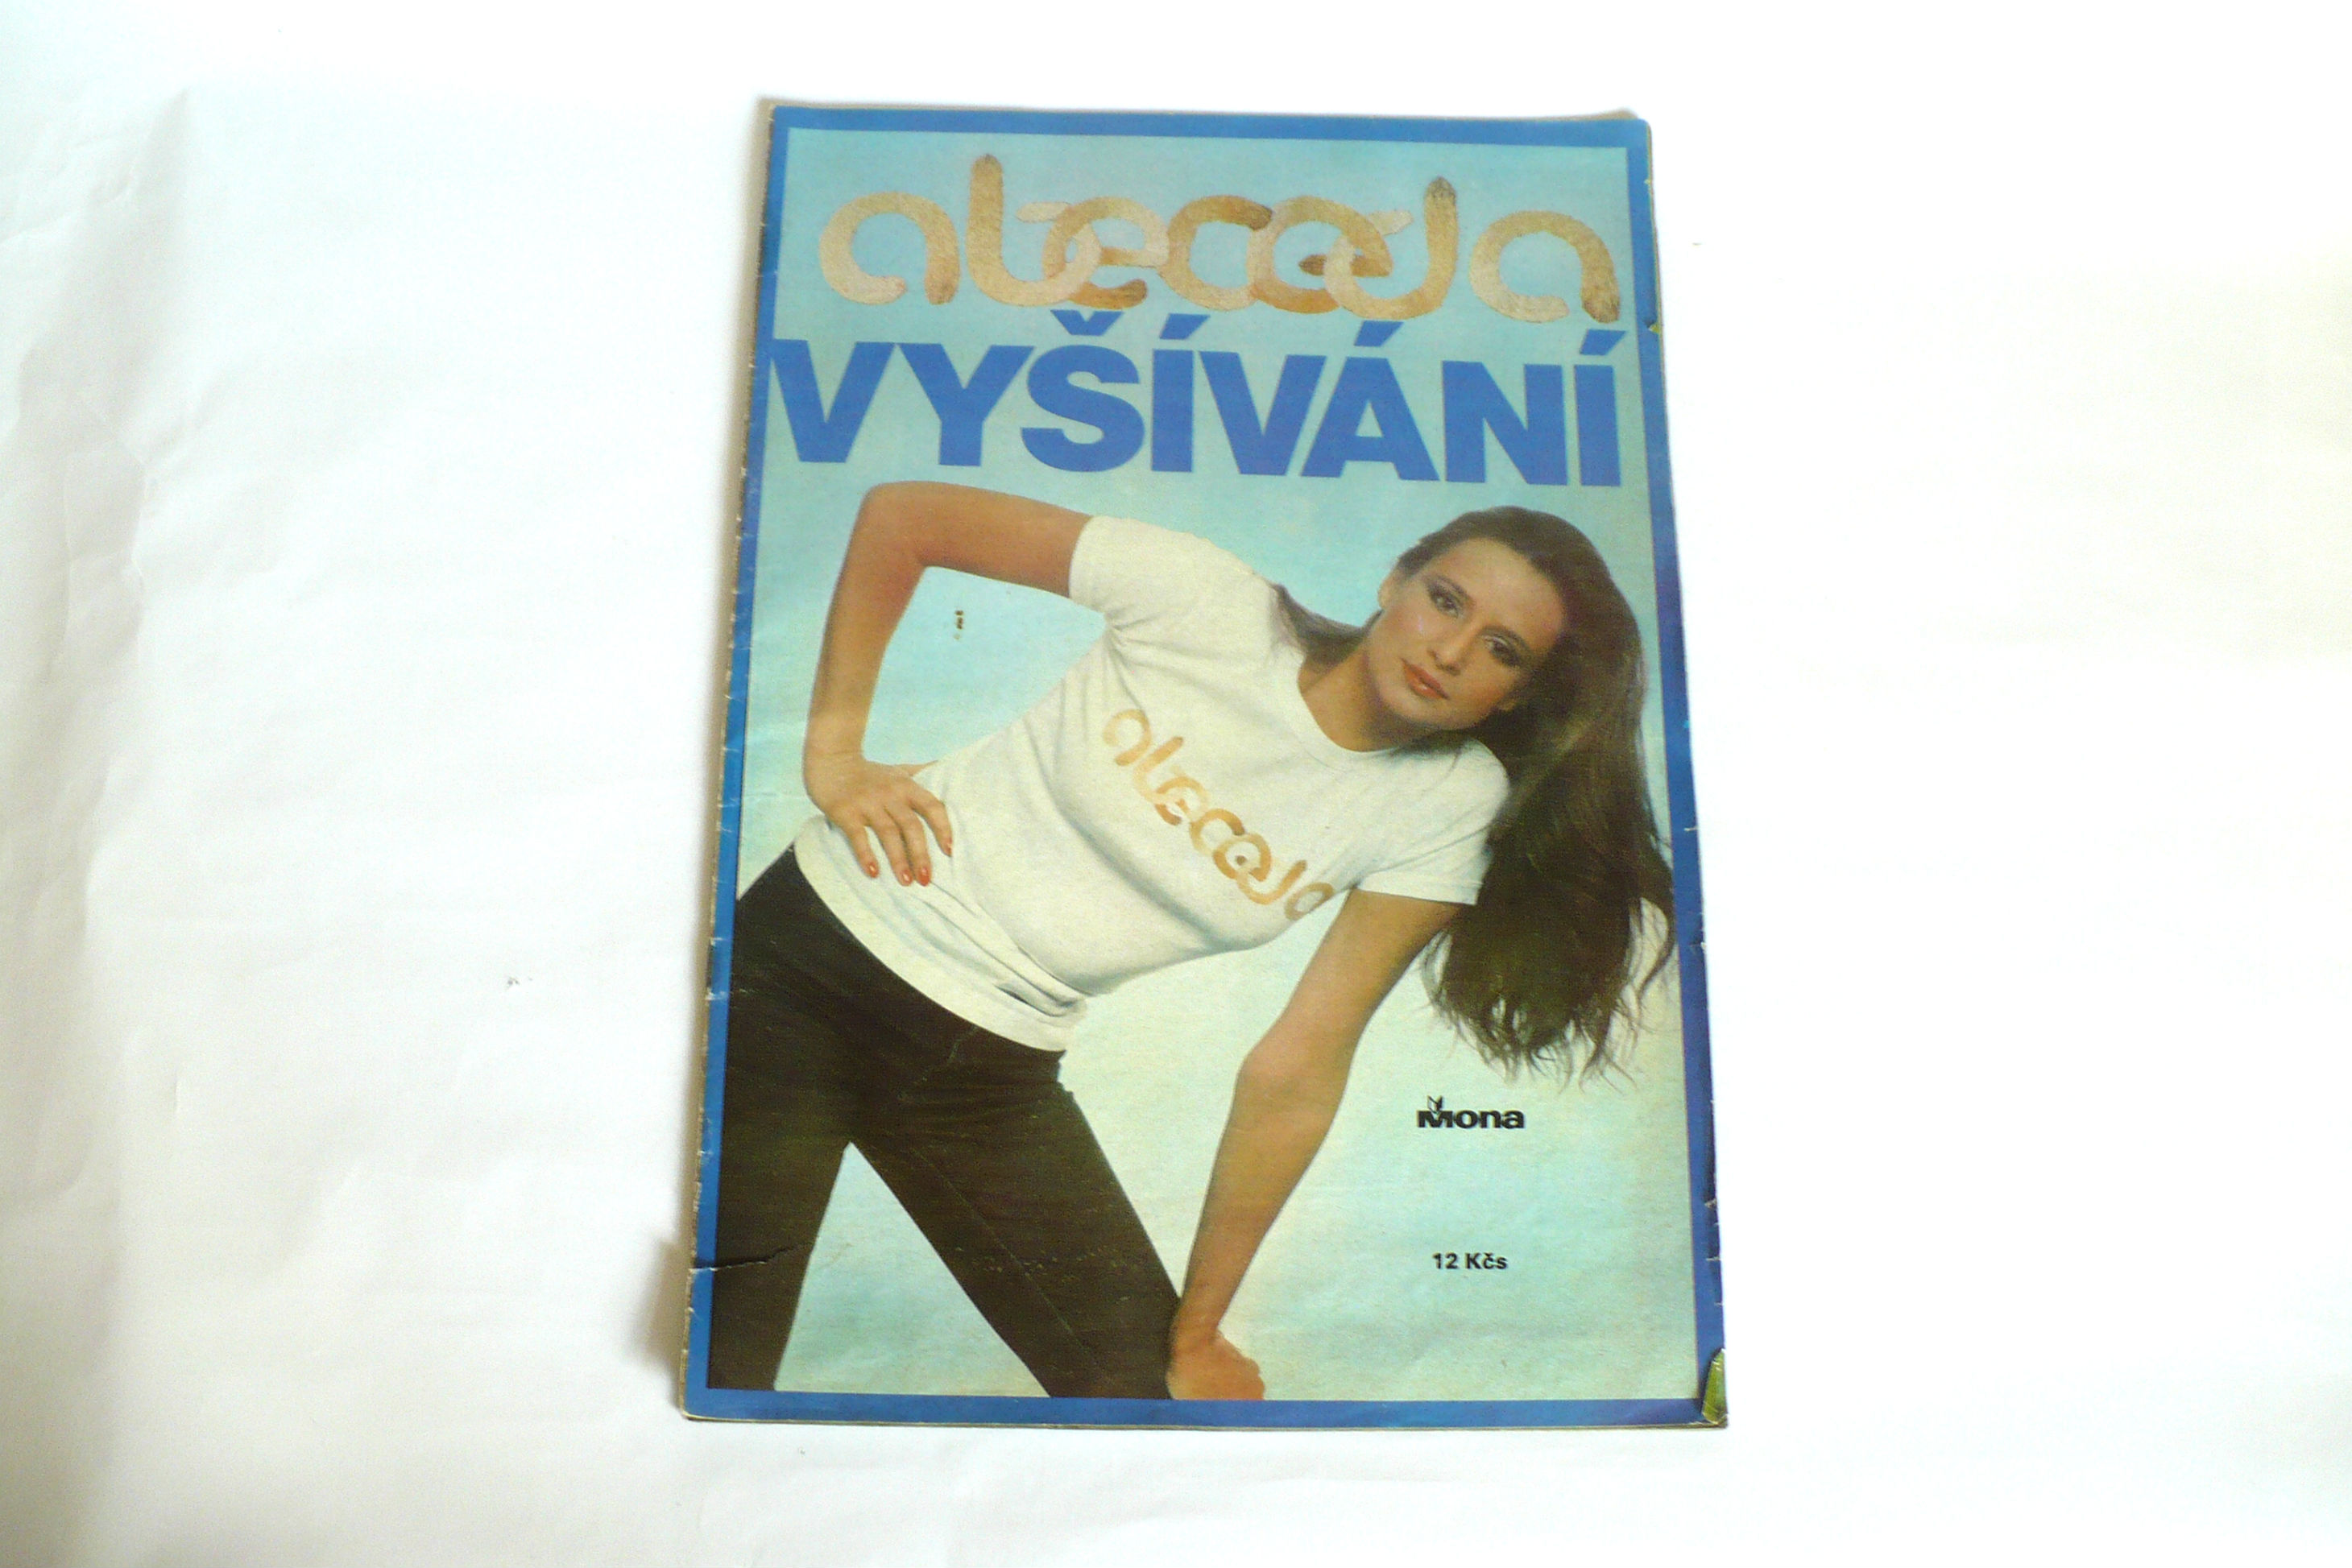 abeceda
VYŠÍVÁNÍ
abeceda
Mona
12 Kčs